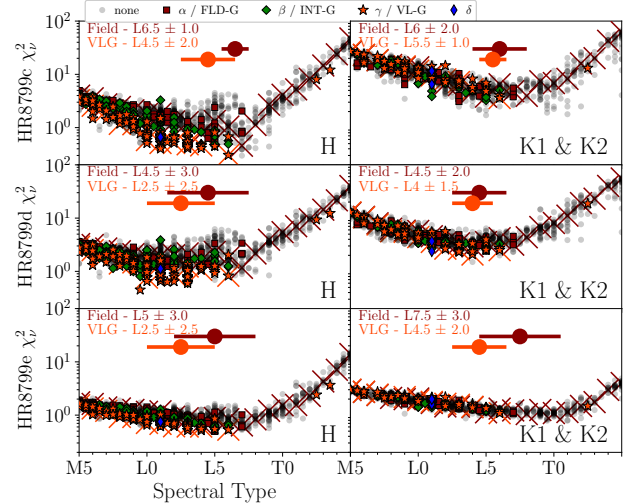 none α / FLD-G β / INT-G γ / VL-G δ
Field - L6.5 ± 1.0
VLG - L4.5 ± 2.0
H
Field - L6 ± 2.0
VLG - L5.5 ± 1.0
K1 & K2
HR8799c χ²ᵥ
10² 10¹ 10⁰
Field - L4.5 ± 3.0
VLG - L2.5 ± 2.5
H
Field - L4.5 ± 2.0
VLG - L4 ± 1.5
K1 & K2
HR8799d χ²ᵥ
10² 10¹ 10⁰
Field - L5 ± 3.0
VLG - L2.5 ± 2.5
H
Field - L7.5 ± 3.0
VLG - L4.5 ± 2.0
K1 & K2
HR8799e χ²ᵥ
10² 10¹ 10⁰
M5 L0 L5 T0 M5 L0 L5 T0
Spectral Type